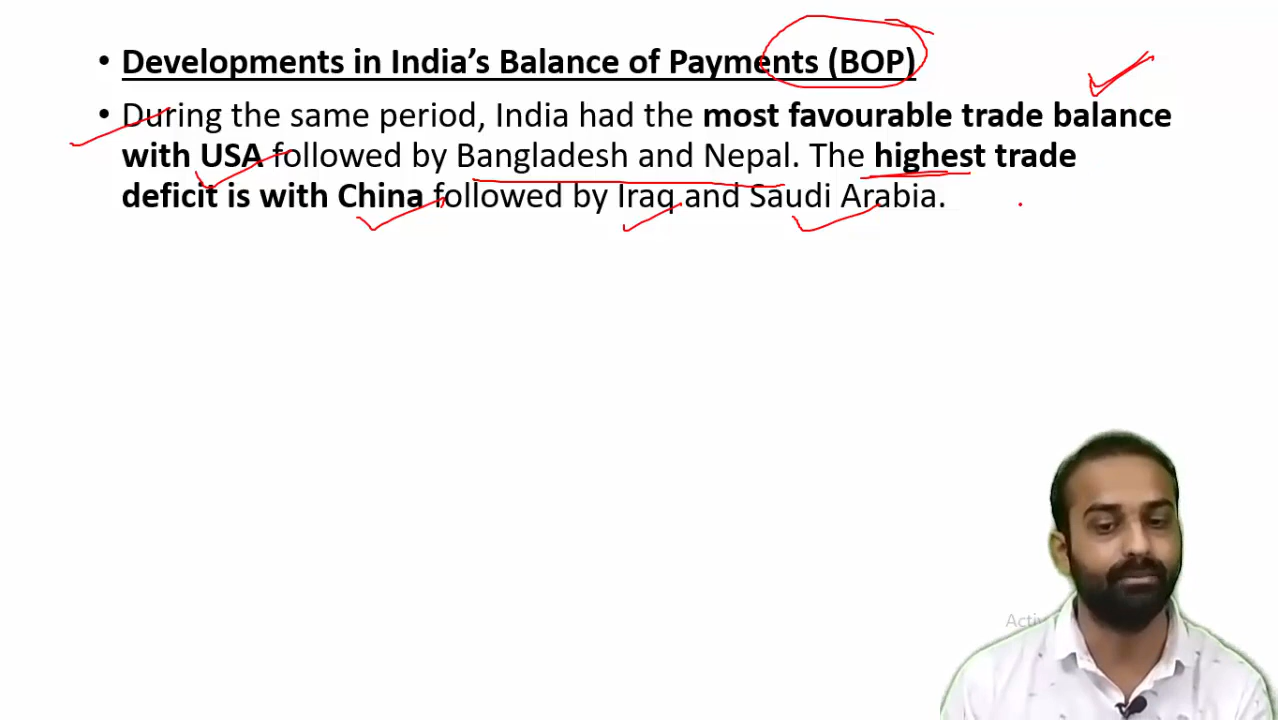 • Developments in India's Balance of Payments (BOP)
• During the same period, India had the most favourable trade balance
with USA followed by Bangladesh and Nepal. The highest trade
deficit is with China followed by Iraq and Saudi Arabia.